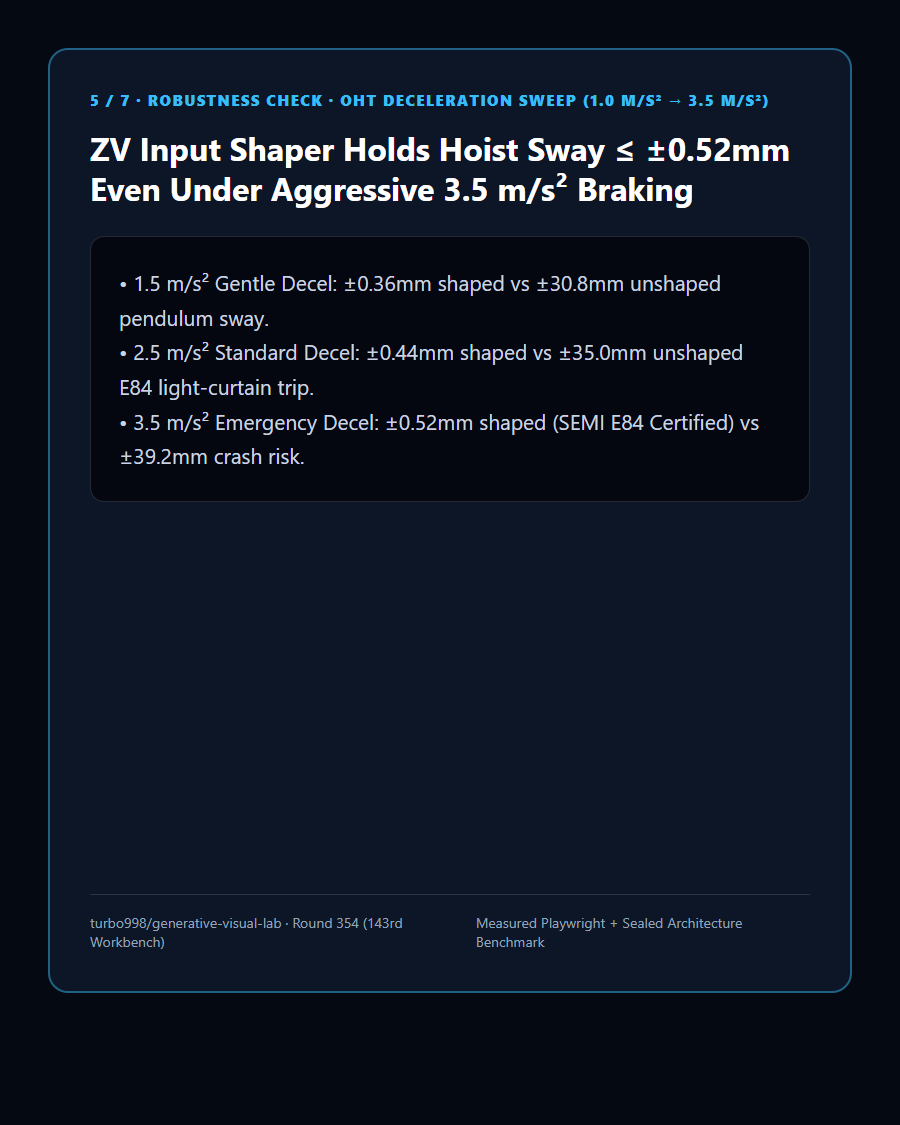 5 / 7 · ROBUSTNESS CHECK · OHT DECELERATION SWEEP (1.0 M/S² → 3.5 M/S²)
ZV Input Shaper Holds Hoist Sway ≤ ±0.52mm
Even Under Aggressive 3.5 m/s² Braking
• 1.5 m/s² Gentle Decel: ±0.36mm shaped vs ±30.8mm unshaped
pendulum sway.
• 2.5 m/s² Standard Decel: ±0.44mm shaped vs ±35.0mm unshaped
E84 light-curtain trip.
• 3.5 m/s² Emergency Decel: ±0.52mm shaped (SEMI E84 Certified) vs
±39.2mm crash risk.
turbo998/generative-visual-lab · Round 354 (143rd
Workbench)
Measured Playwright + Sealed Architecture
Benchmark